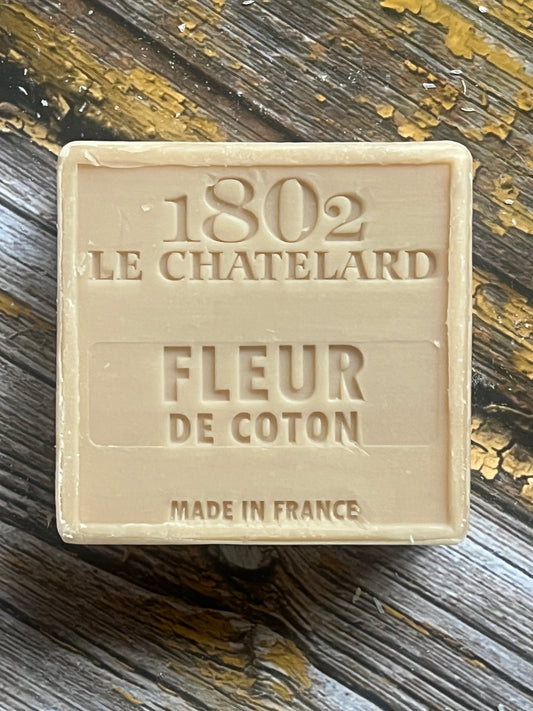 1802
LE CHATELARD
FLEUR
DE COTON
MADE IN FRANCE